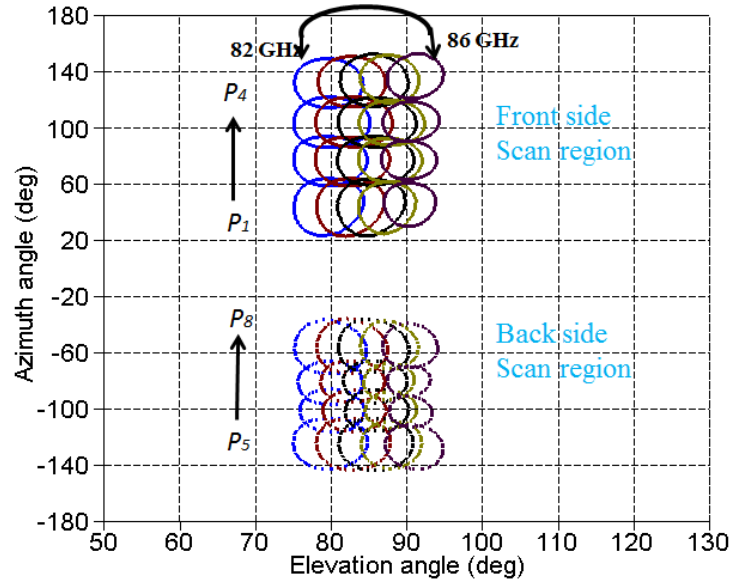 180
140
100
60
20
-20
-60
-100
-140
-180
Azimuth angle (deg)
82 GHz
86 GHz
P4
P1
Front side
Scan region
P8
P5
Back side
Scan region
50 60 70 80 90 100 110 120 130
Elevation angle (deg)